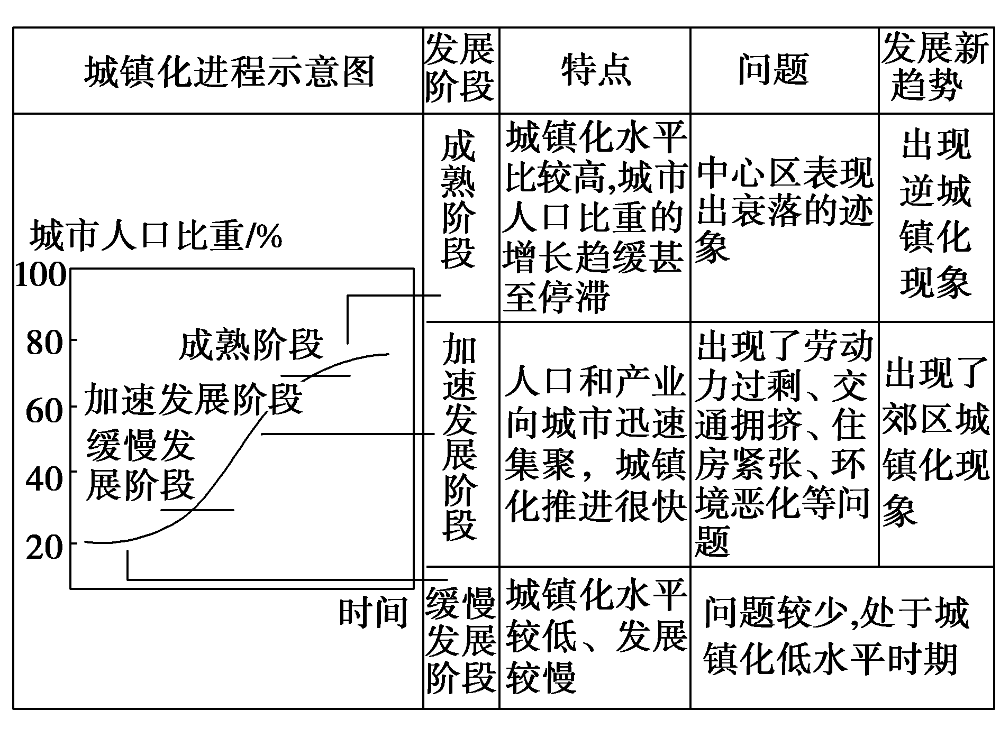 城镇化进程示意图
发展
阶段
特点
问题
发展新
趋势
城市人口比重/%
100
80
60
40
20
成熟阶段
加速发展阶段
缓慢发
展阶段
时间
成
熟
阶
段
城镇化水平
比较高,城市
人口比重的
增长趋缓甚
至停滞
中心区表现
出衰落的迹
象
出现
逆城
镇化
现象
加
速
发
展
阶
段
人口和产业
向城市迅速
集聚，城镇
化推进很快
出现了劳动
力过剩、交
通拥挤、住
房紧张、环
境恶化等问
题
出现了
郊区城
镇化现
象
缓慢
发展
阶段
城镇化水平
较低、发展
较慢
问题较少,处于城
镇化低水平时期